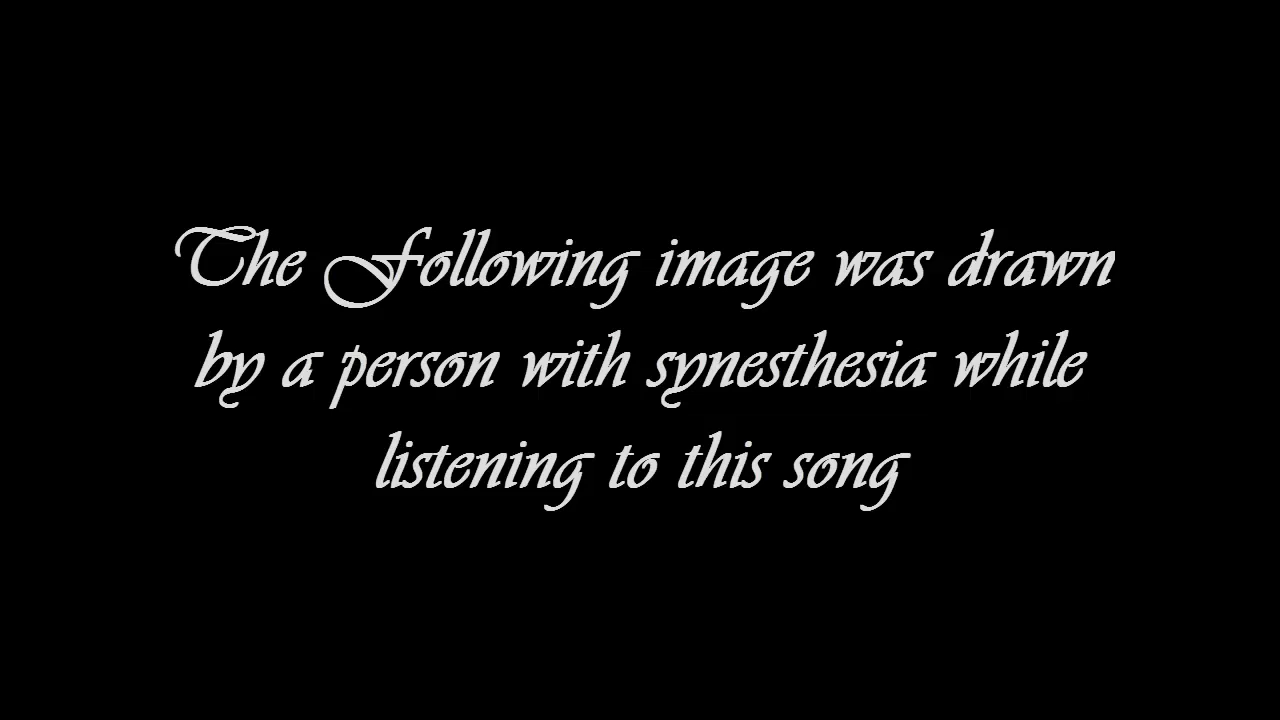 The Following image was drawn
by a person with synesthesia while
listening to this song